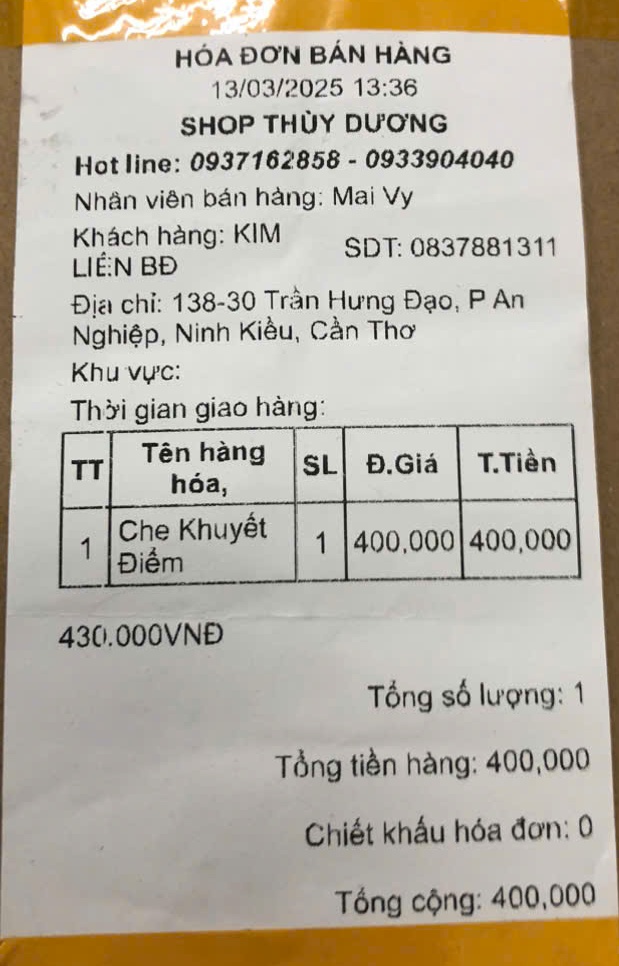 HÓA ĐƠN BÁN HÀNG
13/03/2025 13:36
SHOP THÙY DƯƠNG
Hot line: 0937162858 - 0933904040
Nhân viên bán hàng: Mai Vy
Khách hàng: KIM LIÊN BĐ
SDT: 0837881311
Địa chỉ: 138-30 Trần Hưng Đạo, P An
Nghiệp, Ninh Kiều, Cần Thơ
Khu vực:
Thời gian giao hàng:
TT Tên hàng hóa, SL Đ.Giá T.Tiền
1 Che Khuyết Điểm 1 400,000 400,000
430.000VNĐ
Tổng số lượng: 1
Tổng tiền hàng: 400,000
Chiết khấu hóa đơn: 0
Tổng cộng: 400,000